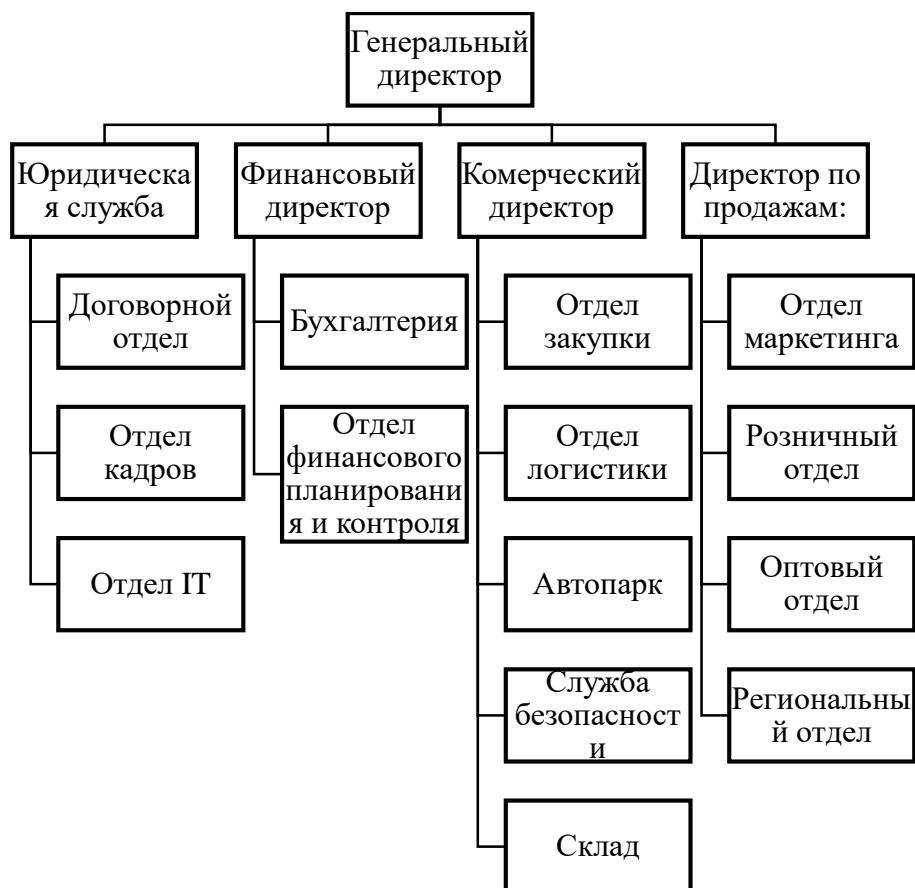 Генеральный
директор
Юридическа
я служба
Финансовый
директор
Комерческий
директор
Директор по
продажам:
Договорной
отдел
Отдел
кадров
Отдел IT
Бухгалтерия
Отдел
финансового
планировани
я и контроля
Отдел
закупки
Отдел
логистики
Автопарк
Служба
безопасност
и
Склад
Отдел
маркетинга
Розничный
отдел
Оптовый
отдел
Региональны
й отдел